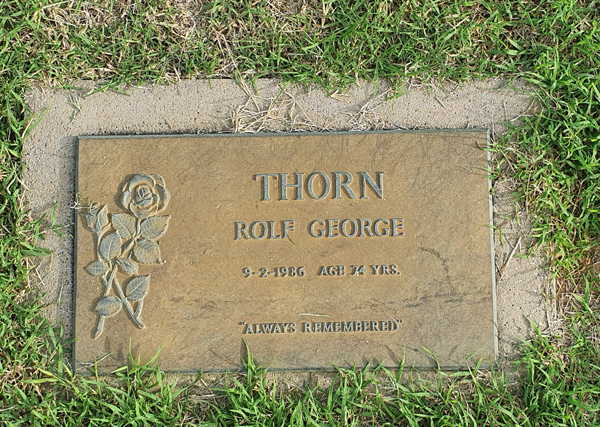 THORN
ROLF GEORGE
9-2-1986 AGE 74 YRS.
"ALWAYS REMEMBERED"